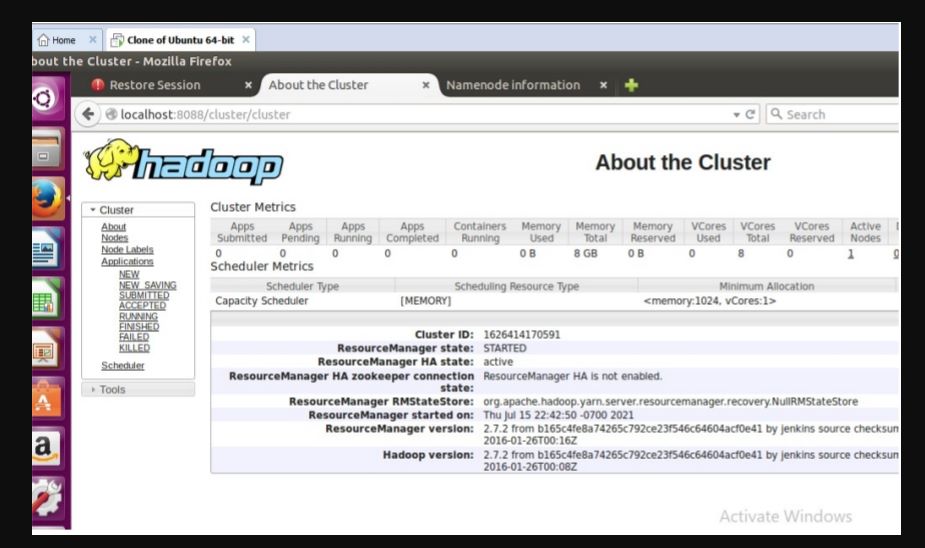 Home × Clone of Ubuntu 64-bit ×
bout the Cluster - Mozilla Firefox
Restore Session × About the Cluster × Namenode information ×
localhost:8088/cluster/cluster Search
hadoop
About the Cluster
Cluster
About
Nodes
Node Labels
Applications
NEW
NEW_SAVING
SUBMITTED
ACCEPTED
RUNNING
FINISHED
FAILED
KILLED
Scheduler
Tools
Cluster Metrics
Apps Submitted Apps Pending Apps Running Apps Completed Containers Running Memory Used Memory Total Memory Reserved VCores Used VCores Total VCores Reserved Active Nodes
0 0 0 0 0 0 B 8 GB 0 B 0 8 0 1 0
Scheduler Metrics
Scheduler Type Scheduling Resource Type Minimum Allocation
Capacity Scheduler [MEMORY] <memory:1024, vCores:1>
Cluster ID: 1626414170591
ResourceManager state: STARTED
ResourceManager HA state: active
ResourceManager HA zookeeper connection state: ResourceManager HA is not enabled.
ResourceManager RMStateStore: org.apache.hadoop.yarn.server.resourcemanager.recovery.NullRMStateStore
ResourceManager started on: Thu Jul 15 22:42:50 -0700 2021
ResourceManager version: 2.7.2 from b165c4fe8a74265c792ce23f546c64604acf0e41 by jenkins source checksum
2016-01-26T00:16Z
Hadoop version: 2.7.2 from b165c4fe8a74265c792ce23f546c64604acf0e41 by jenkins source checksum
2016-01-26T00:08Z
Activate Windows